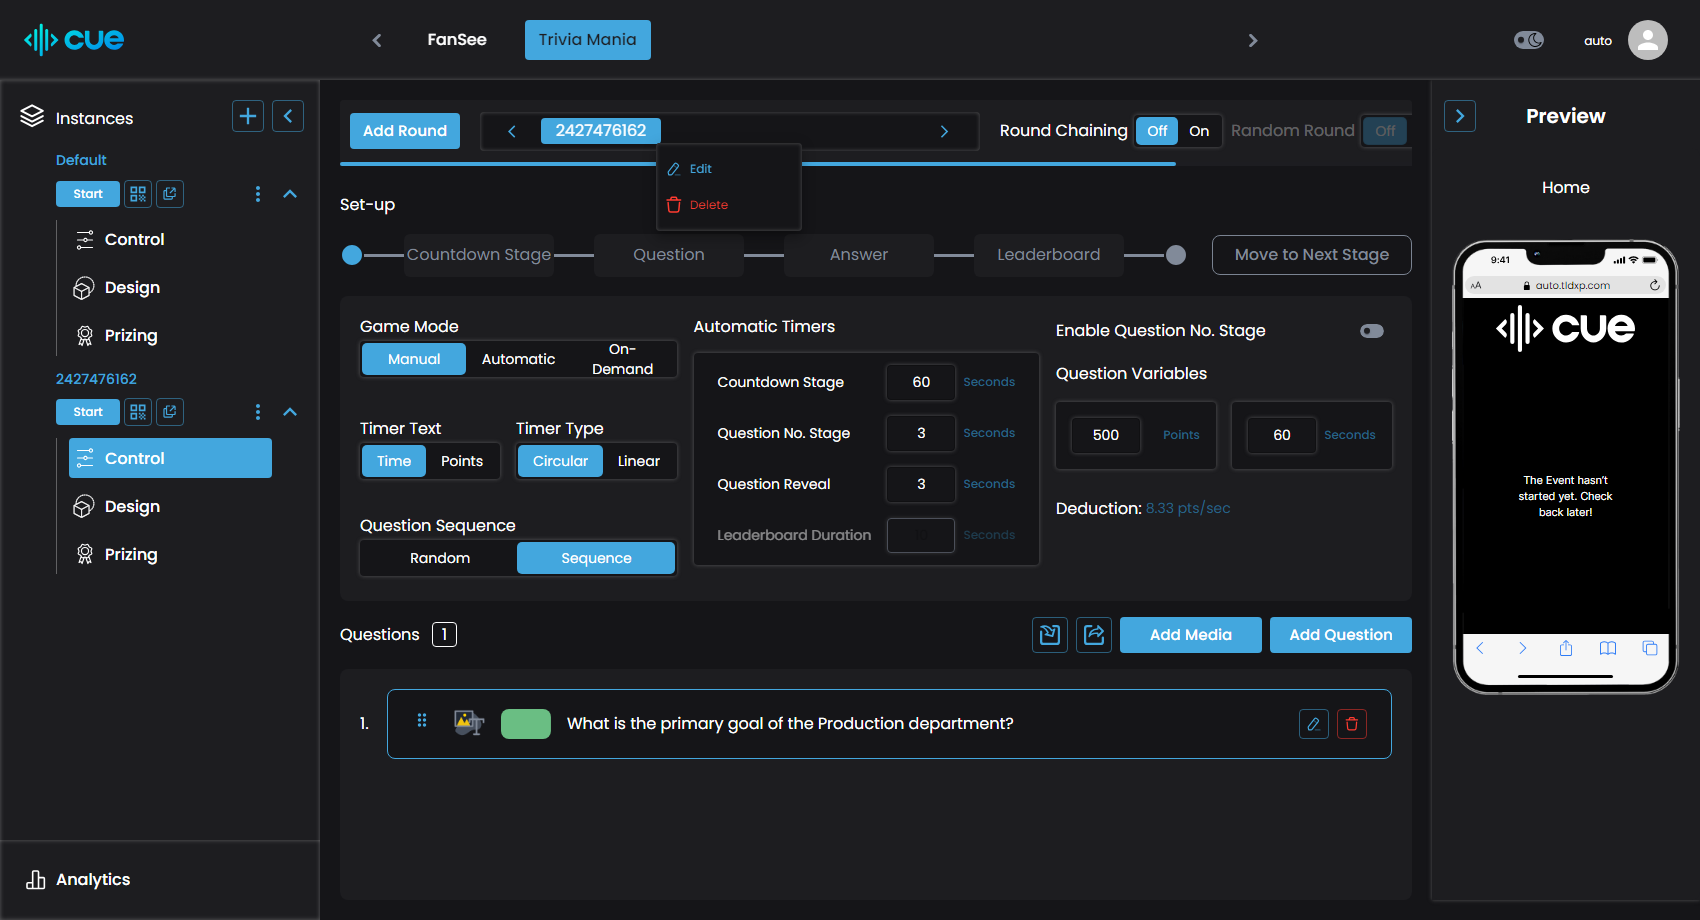 cue
FanSee
Trivia Mania
auto
Instances
Default
Start
Control
Design
Prizing
2427476162
Start
Control
Design
Prizing
Analytics
Add Round
2427476162
Round Chaining
Off
On
Random Round
Off
Edit
Delete
Set-up
Countdown Stage
Question
Answer
Leaderboard
Move to Next Stage
Game Mode
Manual
Automatic
On-
Demand
Timer Text
Time
Points
Timer Type
Circular
Linear
Question Sequence
Random
Sequence
Automatic Timers
Countdown Stage
60
Seconds
Question No. Stage
3
Seconds
Question Reveal
3
Seconds
Leaderboard Duration
Seconds
Enable Question No. Stage
Question Variables
500
Points
60
Seconds
Deduction: 8.33 pts/sec
Questions
1
Add Media
Add Question
1.
What is the primary goal of the Production department?
Preview
Home
9:41
AA
auto.tldxp.com
cue
The Event hasn't
started yet. Check
back later!